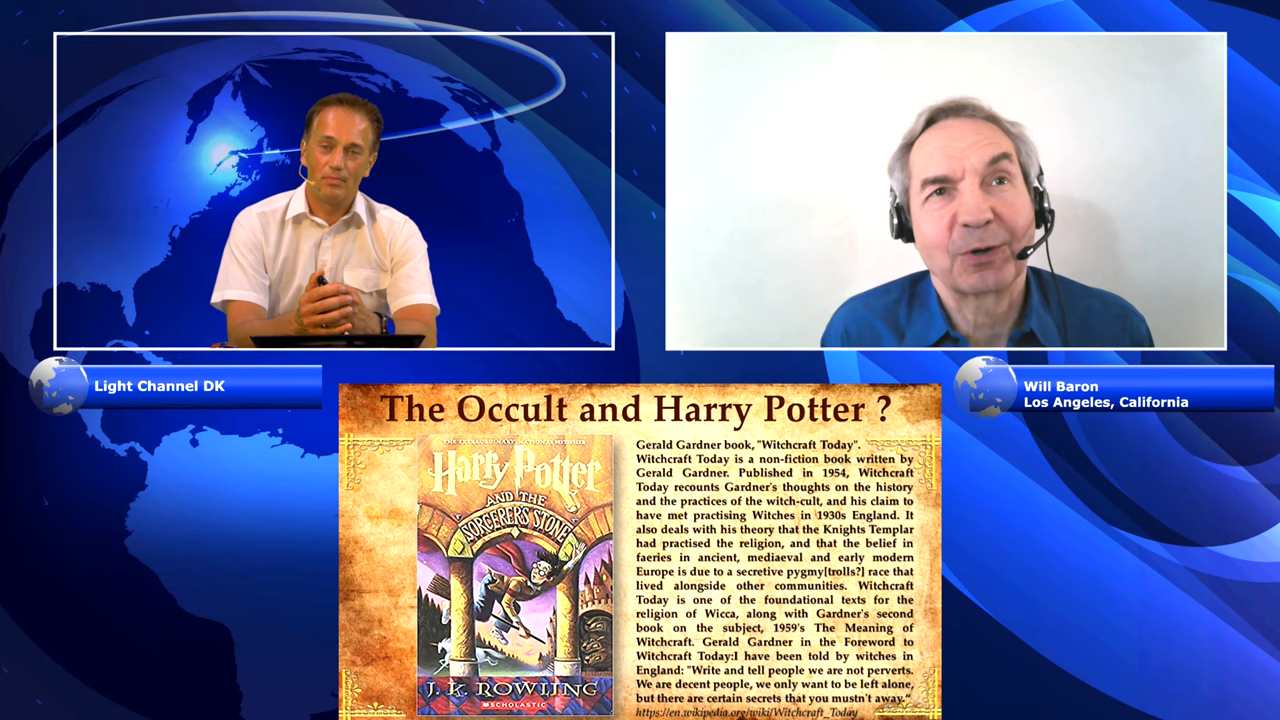 Light Channel DK
Will Baron
Los Angeles, California
The Occult and Harry Potter ?
THE EXTRAORDINARY NATIONAL BESTSELLER
Harry Potter
AND THE
SORCERER'S STONE
J. K. ROWLING
SCHOLASTIC
Gerald Gardner book, "Witchcraft Today".
Witchcraft Today is a non-fiction book written by
Gerald Gardner. Published in 1954, Witchcraft
Today recounts Gardner's thoughts on the history
and the practices of the witch-cult, and his claim to
have met practising Witches in 1930s England. It
also deals with his theory that the Knights Templar
had practised the religion, and that the belief in
faeries in ancient, mediaeval and early modern
Europe is due to a secretive pygmy[trolls?] race that
lived alongside other communities. Witchcraft
Today is one of the foundational texts for the
religion of Wicca, along with Gardner's second
book on the subject, 1959's The Meaning of
Witchcraft. Gerald Gardner in the Foreword to
Witchcraft Today:I have been told by witches in
England: "Write and tell people we are not perverts.
We are decent people, we only want to be left alone,
but there are certain secrets that you mustn't away."
https://en.wikipedia.org/wiki/Witchcraft_Today